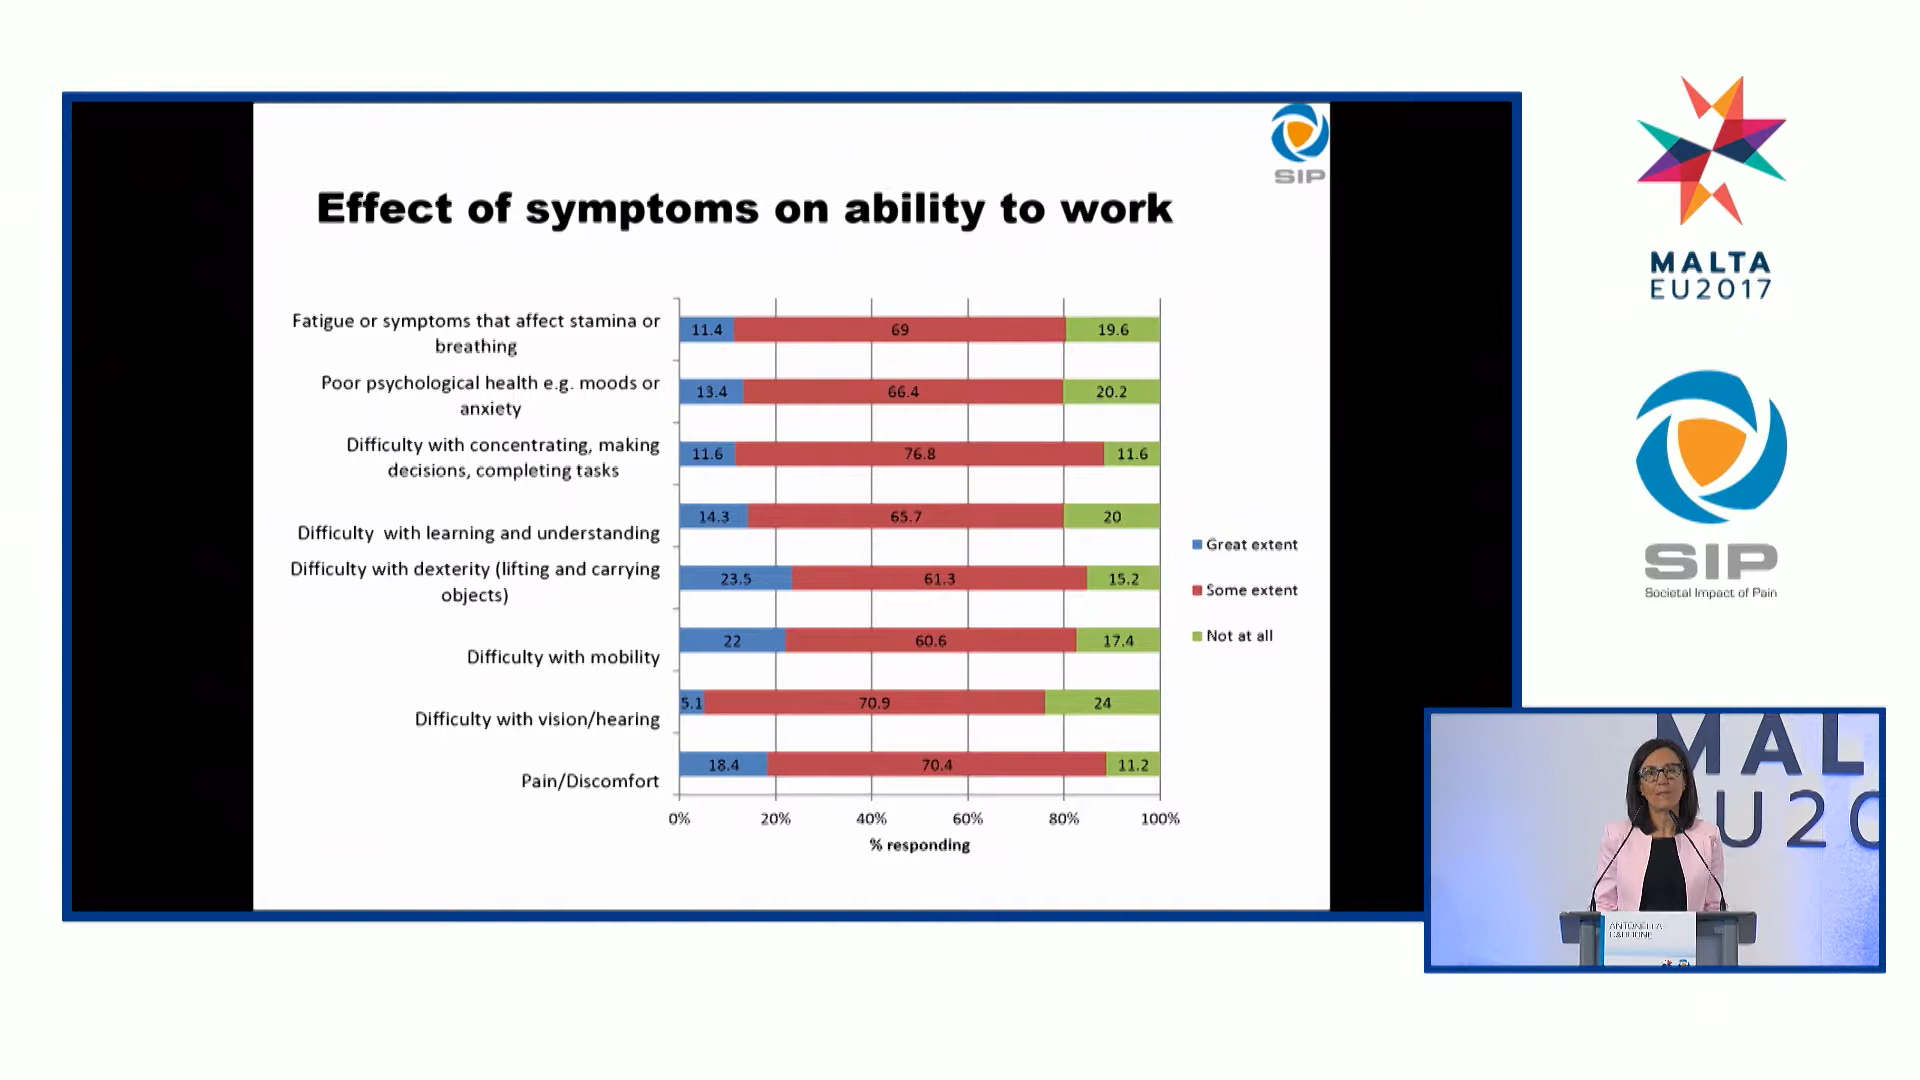 SIP
Effect of symptoms on ability to work
Fatigue or symptoms that affect stamina or
breathing
11.4 69 19.6
Poor psychological health e.g. moods or
anxiety
13.4 66.4 20.2
Difficulty with concentrating, making
decisions, completing tasks
11.6 76.8 11.6
Difficulty with learning and understanding
14.3 65.7 20
Difficulty with dexterity (lifting and carrying
objects)
23.5 61.3 15.2
Difficulty with mobility
22 60.6 17.4
Difficulty with vision/hearing
5.1 70.9 24
Pain/Discomfort
18.4 70.4 11.2
0% 20% 40% 60% 80% 100%
% responding
Great extent
Some extent
Not at all
MALTA
EU2017
SIP
Societal Impact of Pain
MAL
EU20
ANTONELLA
CARDONE